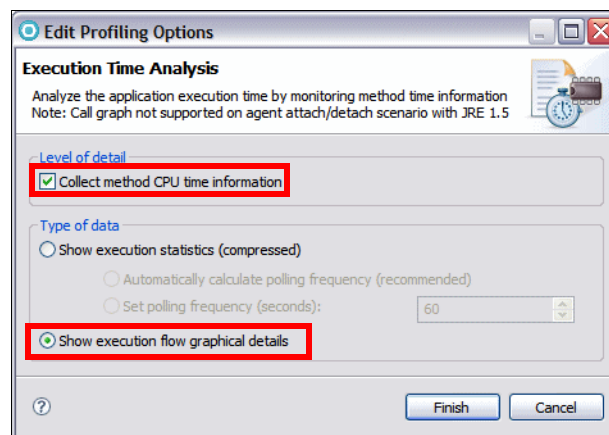 Edit Profiling Options
Execution Time Analysis
Analyze the application execution time by monitoring method time information
Note: Call graph not supported on agent attach/detach scenario with JRE 1.5
Level of detail
Collect method CPU time information
Type of data
Show execution statistics (compressed)
Automatically calculate polling frequency (recommended)
Set polling frequency (seconds): 60
Show execution flow graphical details
? Finish Cancel